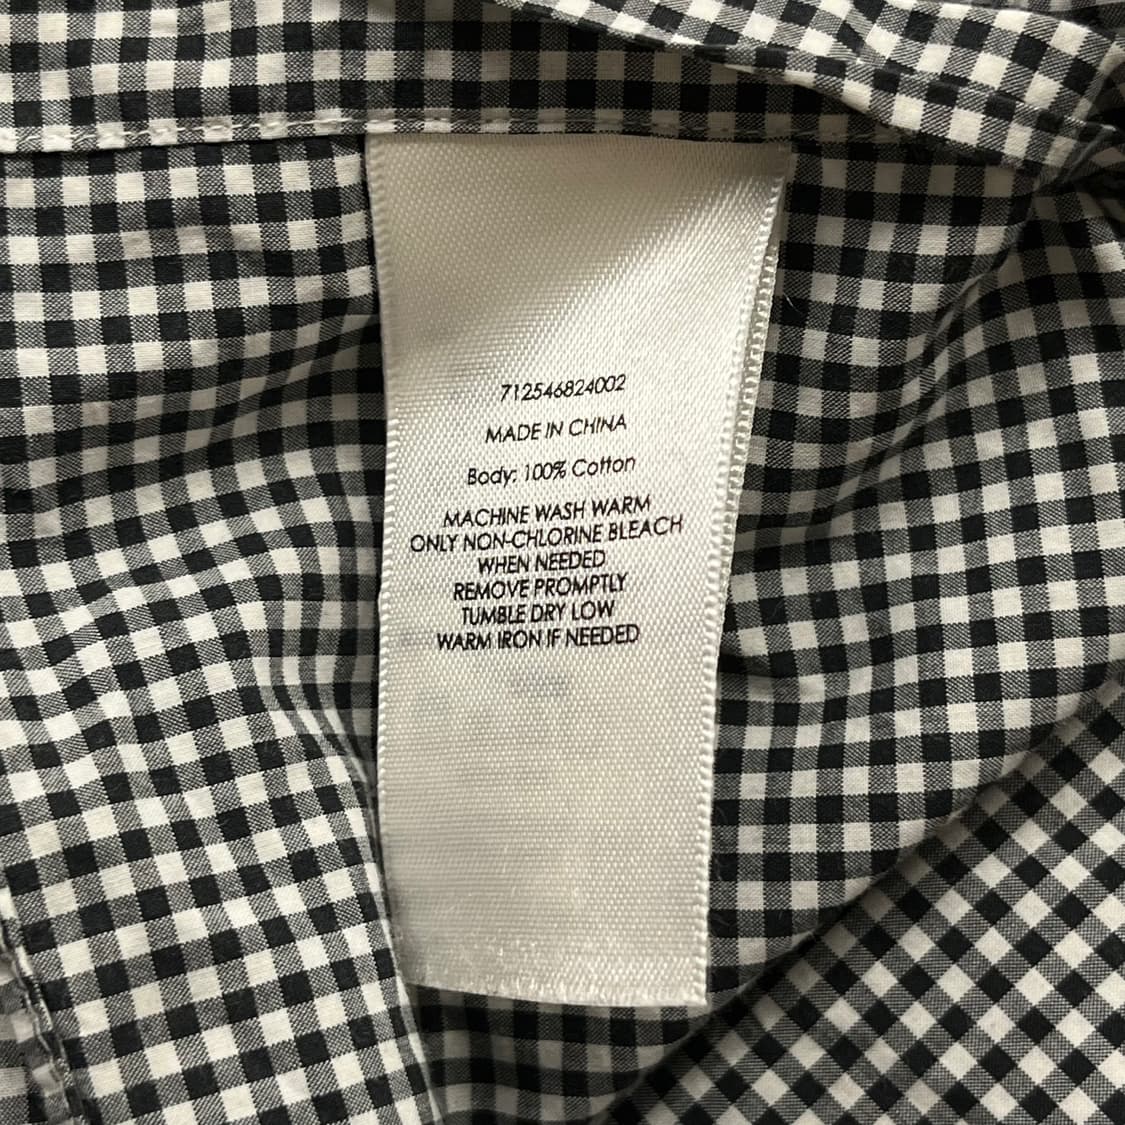 712546824002
MADE IN CHINA
Body: 100% Cotton
MACHINE WASH WARM
ONLY NON-CHLORINE BLEACH
WHEN NEEDED
REMOVE PROMPTLY
TUMBLE DRY LOW
WARM IRON IF NEEDED